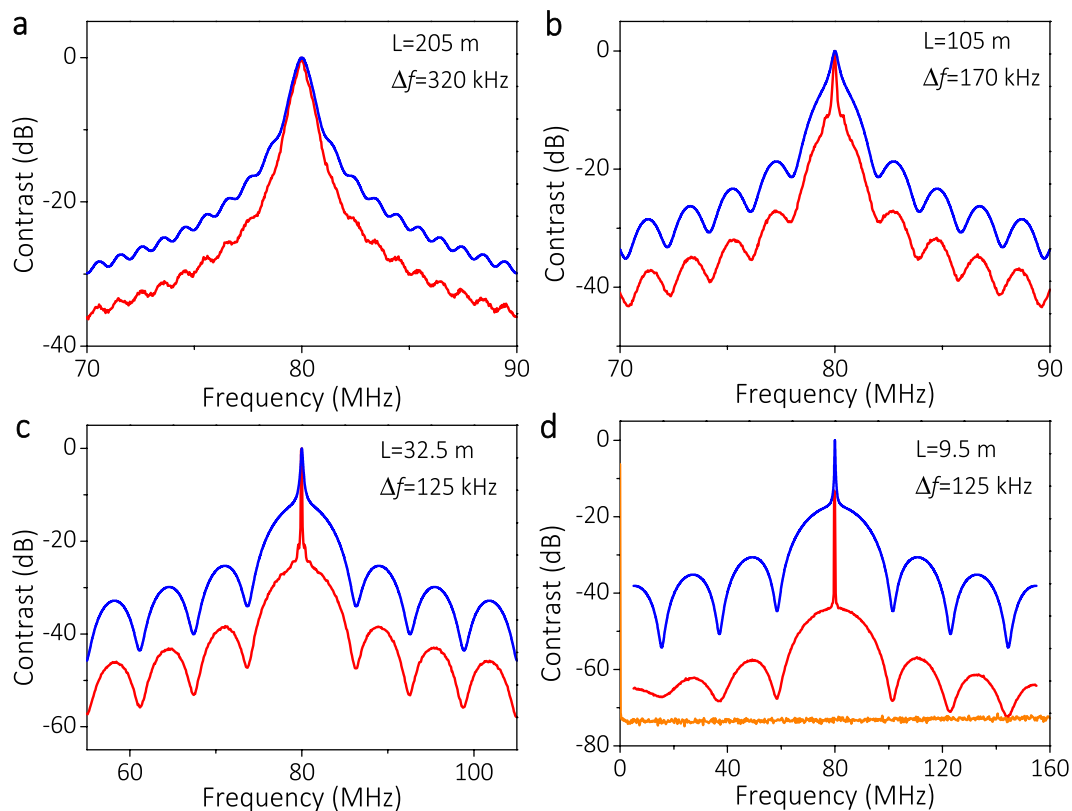 a
L=205 m
Δf=320 kHz
0
-20
-40
Contrast (dB)
70
80
90
Frequency (MHz)
b
L=105 m
Δf=170 kHz
0
-20
-40
Contrast (dB)
70
80
90
Frequency (MHz)
c
L=32.5 m
Δf=125 kHz
0
-20
-40
-60
Contrast (dB)
60
80
100
Frequency (MHz)
d
L=9.5 m
Δf=125 kHz
0
-20
-40
-60
-80
Contrast (dB)
0
40
80
120
160
Frequency (MHz)